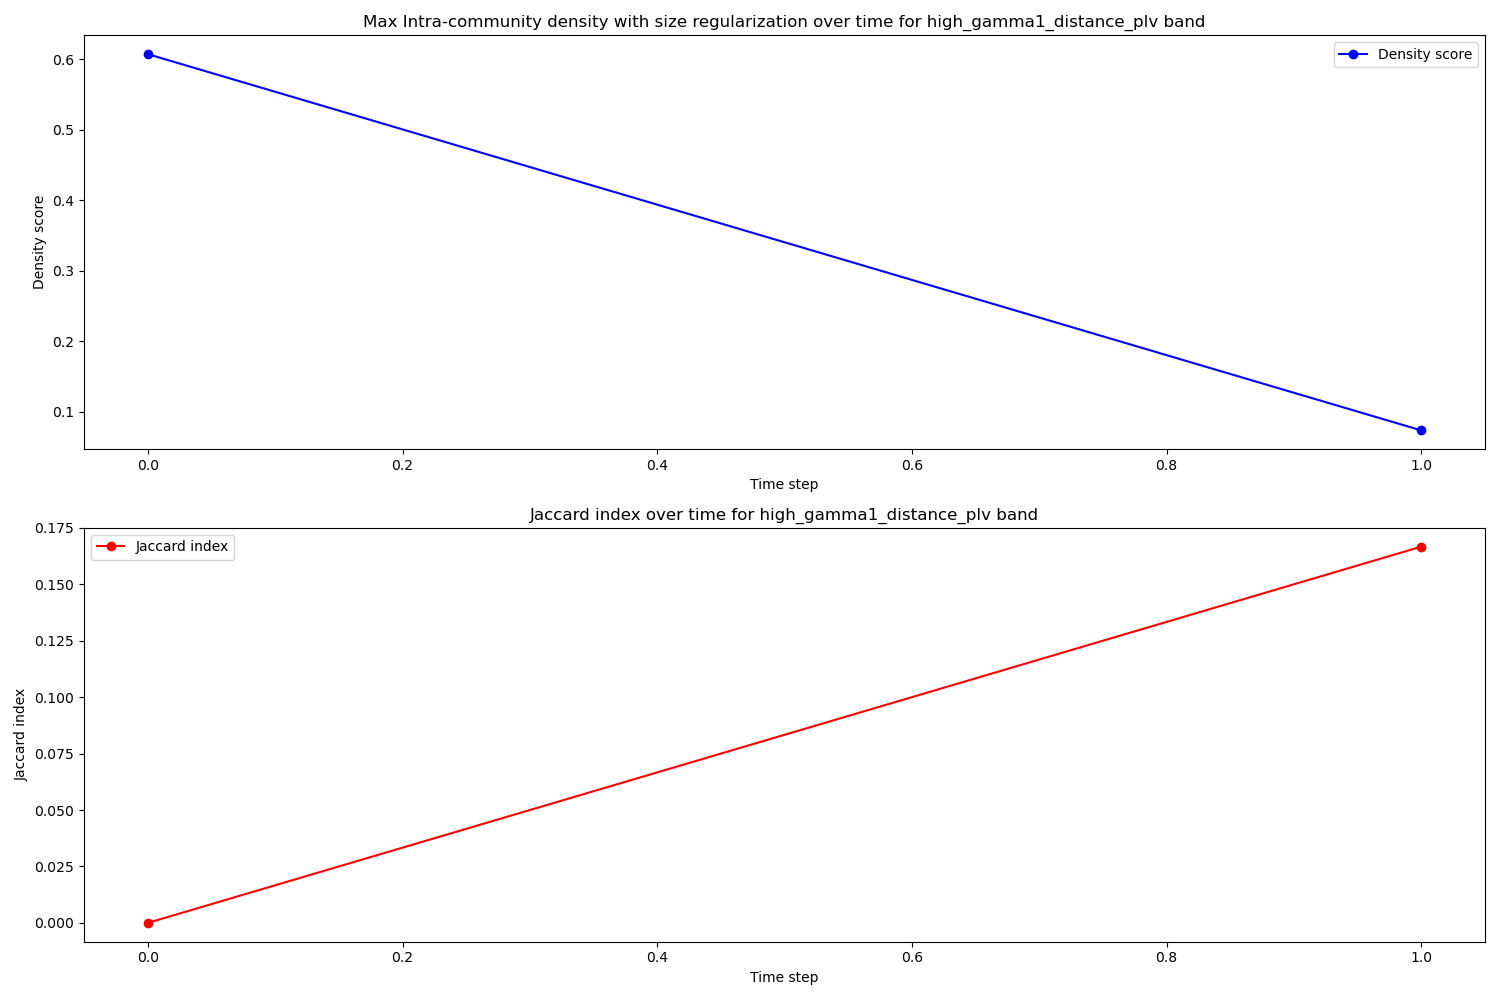 Max Intra-community density with size regularization over time for high_gamma1_distance_plv band
Density score
0.6
0.5
0.4
0.3
0.2
0.1
Density score
0.0 0.2 0.4 0.6 0.8 1.0
Time step
Jaccard index over time for high_gamma1_distance_plv band
Jaccard index
0.175
0.150
0.125
0.100
0.075
0.050
0.025
0.000
Jaccard index
0.0 0.2 0.4 0.6 0.8 1.0
Time step